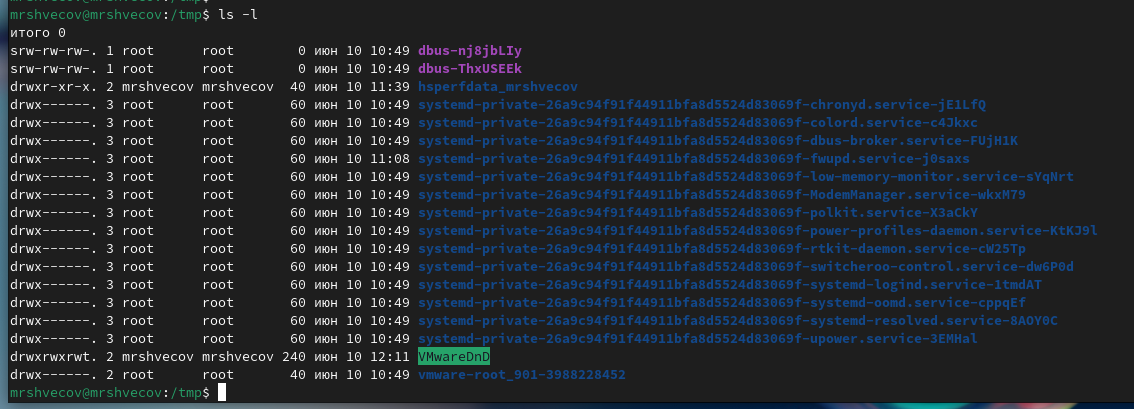 mrshvecov@mrshvecov:/tmp$ ls -l
итого 0
srw-rw-rw-. 1 root      root        0 июн 10 10:49 dbus-nj8jbLIy
srw-rw-rw-. 1 root      root        0 июн 10 10:49 dbus-ThxUSEEk
drwxr-xr-x. 2 mrshvecov mrshvecov  40 июн 10 11:39 hsperfdata_mrshvecov
drwx------. 3 root      root       60 июн 10 10:49 systemd-private-26a9c94f91f44911bfa8d5524d83069f-chronyd.service-jE1LfQ
drwx------. 3 root      root       60 июн 10 10:49 systemd-private-26a9c94f91f44911bfa8d5524d83069f-colord.service-c4Jkxc
drwx------. 3 root      root       60 июн 10 10:49 systemd-private-26a9c94f91f44911bfa8d5524d83069f-dbus-broker.service-FUjH1K
drwx------. 3 root      root       60 июн 10 11:08 systemd-private-26a9c94f91f44911bfa8d5524d83069f-fwupd.service-j0saxs
drwx------. 3 root      root       60 июн 10 10:49 systemd-private-26a9c94f91f44911bfa8d5524d83069f-low-memory-monitor.service-sYqNrt
drwx------. 3 root      root       60 июн 10 10:49 systemd-private-26a9c94f91f44911bfa8d5524d83069f-ModemManager.service-wkxM79
drwx------. 3 root      root       60 июн 10 10:49 systemd-private-26a9c94f91f44911bfa8d5524d83069f-polkit.service-X3aCkY
drwx------. 3 root      root       60 июн 10 10:49 systemd-private-26a9c94f91f44911bfa8d5524d83069f-power-profiles-daemon.service-KtKJ9l
drwx------. 3 root      root       60 июн 10 10:49 systemd-private-26a9c94f91f44911bfa8d5524d83069f-rtkit-daemon.service-cW25Tp
drwx------. 3 root      root       60 июн 10 10:49 systemd-private-26a9c94f91f44911bfa8d5524d83069f-switcheroo-control.service-dw6P0d
drwx------. 3 root      root       60 июн 10 10:49 systemd-private-26a9c94f91f44911bfa8d5524d83069f-systemd-logind.service-1tmdAT
drwx------. 3 root      root       60 июн 10 10:49 systemd-private-26a9c94f91f44911bfa8d5524d83069f-systemd-oomd.service-cppqEf
drwx------. 3 root      root       60 июн 10 10:49 systemd-private-26a9c94f91f44911bfa8d5524d83069f-systemd-resolved.service-8AOY0C
drwx------. 3 root      root       60 июн 10 10:49 systemd-private-26a9c94f91f44911bfa8d5524d83069f-upower.service-3EMHal
drwxrwxrwt. 2 mrshvecov mrshvecov 240 июн 10 12:11 VMwareDnD
drwx------. 2 root      root       40 июн 10 10:49 vmware-root_901-3988228452
mrshvecov@mrshvecov:/tmp$